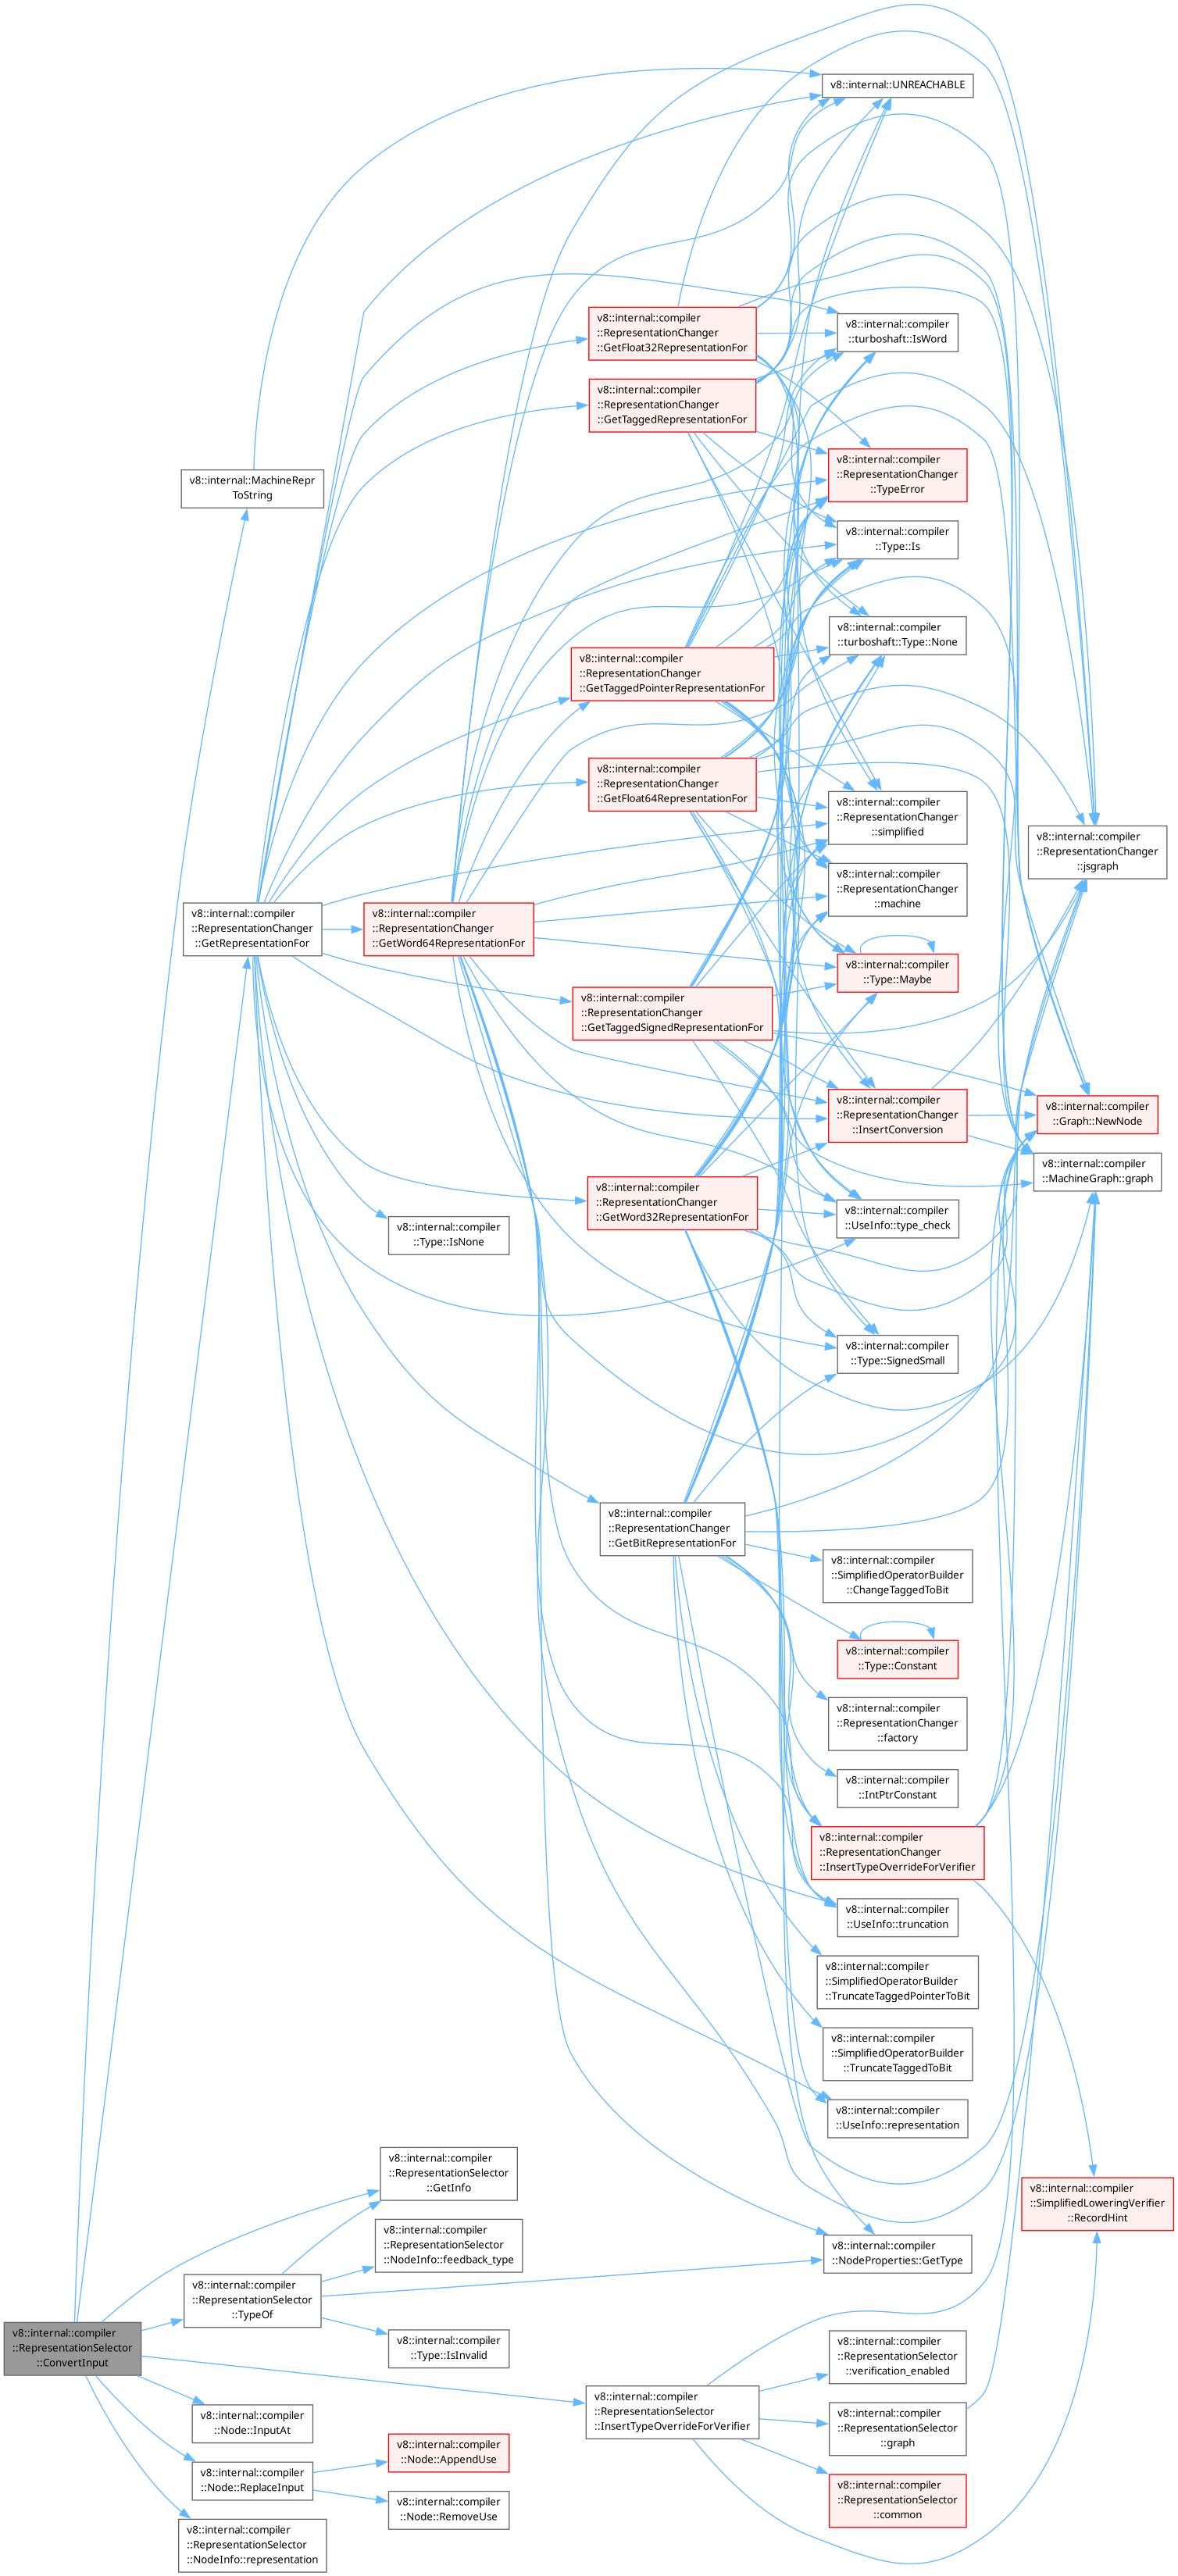 v8::internal::UNREACHABLE
v8::internal::compiler
::RepresentationChanger
::GetFloat32RepresentationFor
v8::internal::compiler
::turboshaft::IsWord
v8::internal::compiler
::RepresentationChanger
::GetTaggedRepresentationFor
v8::internal::MachineRepr
ToString
v8::internal::compiler
::RepresentationChanger
::TypeError
v8::internal::compiler
::Type::Is
v8::internal::compiler
::turboshaft::Type::None
v8::internal::compiler
::RepresentationChanger
::GetTaggedPointerRepresentationFor
v8::internal::compiler
::RepresentationChanger
::GetFloat64RepresentationFor
v8::internal::compiler
::RepresentationChanger
::simplified
v8::internal::compiler
::RepresentationChanger
::jsgraph
v8::internal::compiler
::RepresentationChanger
::machine
v8::internal::compiler
::RepresentationChanger
::GetRepresentationFor
v8::internal::compiler
::RepresentationChanger
::GetWord64RepresentationFor
v8::internal::compiler
::Type::Maybe
v8::internal::compiler
::RepresentationChanger
::GetTaggedSignedRepresentationFor
v8::internal::compiler
::RepresentationChanger
::InsertConversion
v8::internal::compiler
::Graph::NewNode
v8::internal::compiler
::MachineGraph::graph
v8::internal::compiler
::RepresentationChanger
::GetWord32RepresentationFor
v8::internal::compiler
::UseInfo::type_check
v8::internal::compiler
::Type::IsNone
v8::internal::compiler
::Type::SignedSmall
v8::internal::compiler
::RepresentationChanger
::GetBitRepresentationFor
v8::internal::compiler
::SimplifiedOperatorBuilder
::ChangeTaggedToBit
v8::internal::compiler
::Type::Constant
v8::internal::compiler
::RepresentationChanger
::factory
v8::internal::compiler
::IntPtrConstant
v8::internal::compiler
::RepresentationChanger
::InsertTypeOverrideForVerifier
v8::internal::compiler
::UseInfo::truncation
v8::internal::compiler
::SimplifiedOperatorBuilder
::TruncateTaggedPointerToBit
v8::internal::compiler
::SimplifiedOperatorBuilder
::TruncateTaggedToBit
v8::internal::compiler
::UseInfo::representation
v8::internal::compiler
::RepresentationSelector
::GetInfo
v8::internal::compiler
::SimplifiedLoweringVerifier
::RecordHint
v8::internal::compiler
::RepresentationSelector
::NodeInfo::feedback_type
v8::internal::compiler
::NodeProperties::GetType
v8::internal::compiler
::RepresentationSelector
::TypeOf
v8::internal::compiler
::RepresentationSelector
::ConvertInput
v8::internal::compiler
::Type::IsInvalid
v8::internal::compiler
::RepresentationSelector
::verification_enabled
v8::internal::compiler
::RepresentationSelector
::InsertTypeOverrideForVerifier
v8::internal::compiler
::Node::InputAt
v8::internal::compiler
::RepresentationSelector
::graph
v8::internal::compiler
::Node::AppendUse
v8::internal::compiler
::Node::ReplaceInput
v8::internal::compiler
::RepresentationSelector
::common
v8::internal::compiler
::Node::RemoveUse
v8::internal::compiler
::RepresentationSelector
::NodeInfo::representation